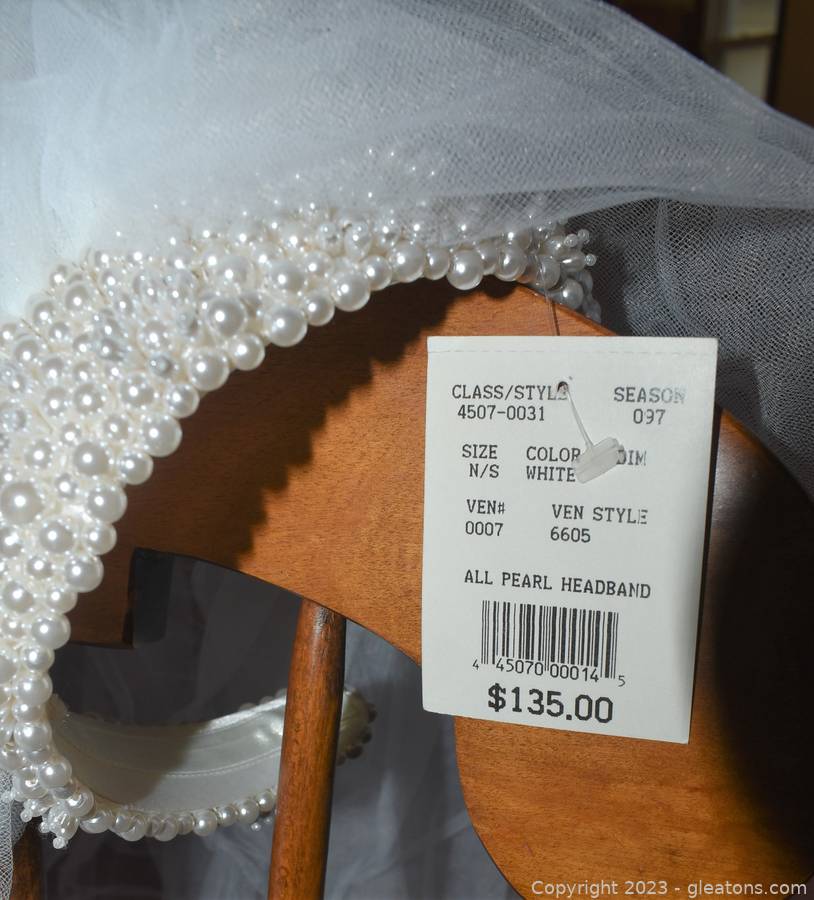 CLASS/STYLE SEASON
4507-0031 097
SIZE COLOR DIM
N/S WHITE
VEN# VEN STYLE
0007 6605
ALL PEARL HEADBAND
4 45070 00014 5
$135.00
Copyright 2023 - gleatons.com